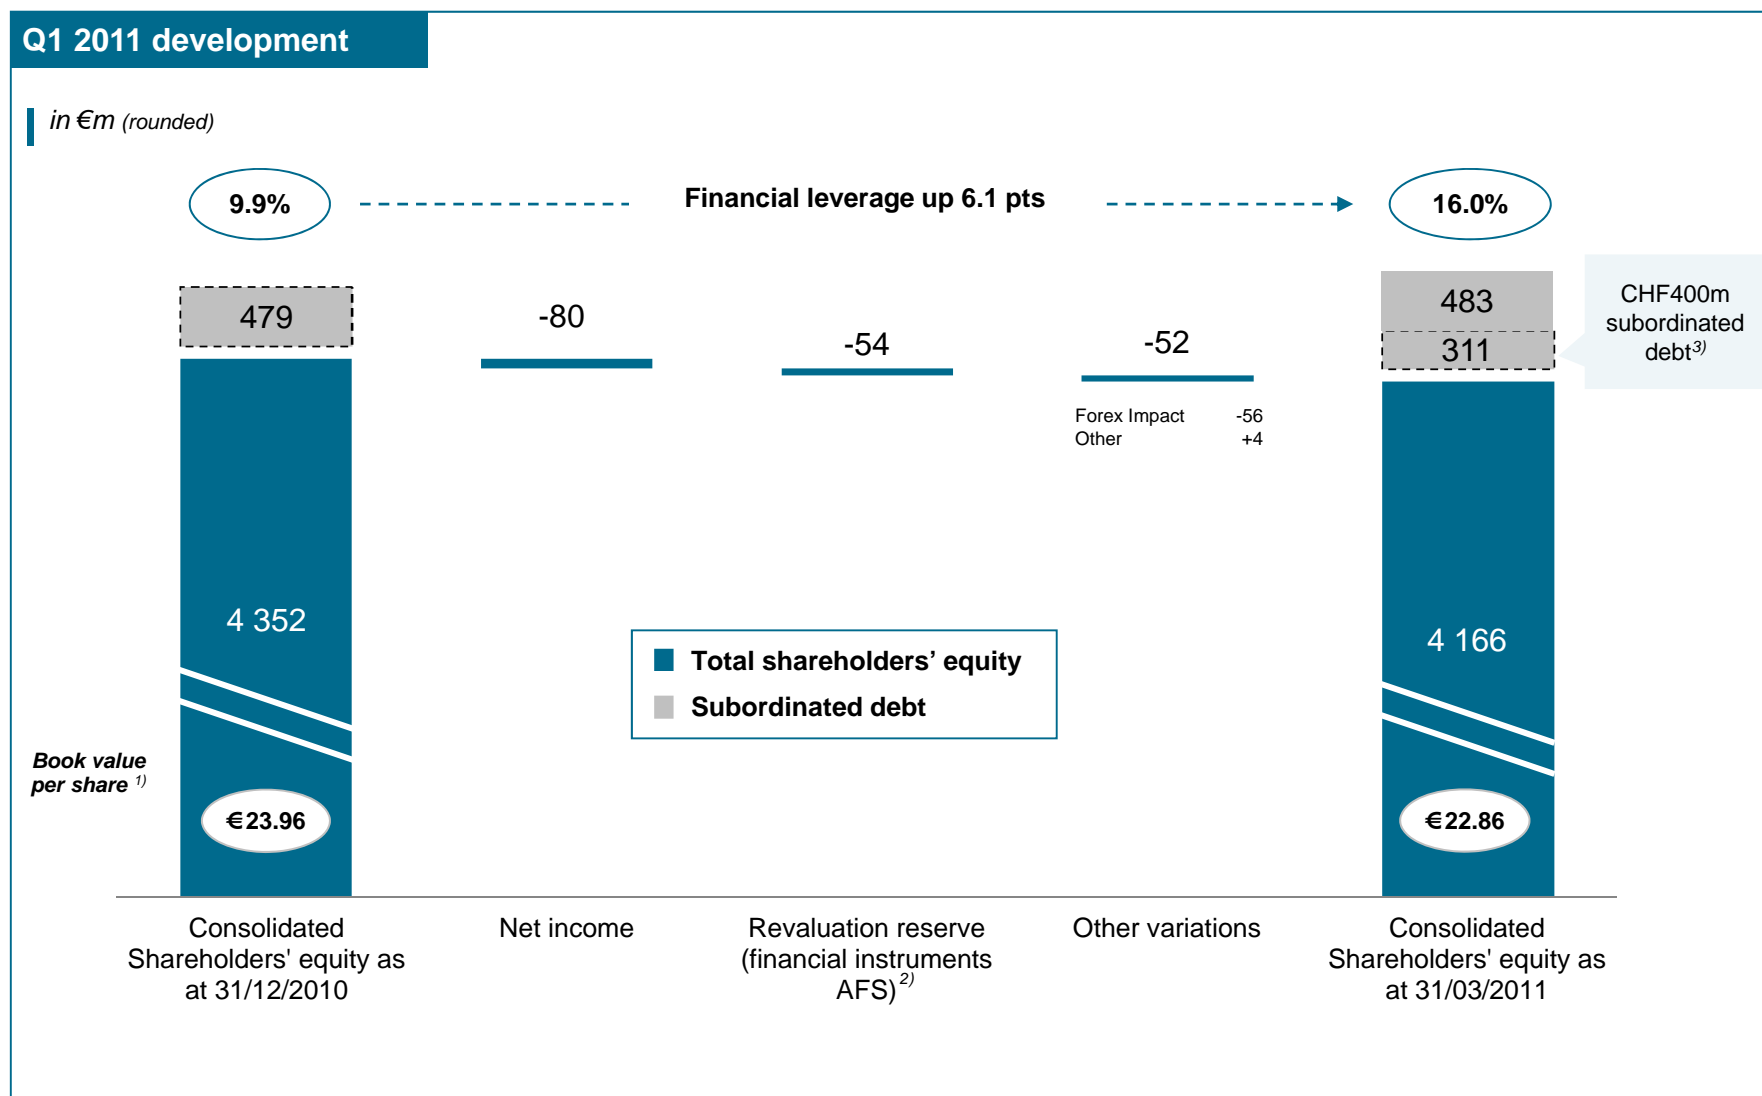 Q1 2011 development
in €m (rounded)
9.9%
Financial leverage up 6.1 pts
16.0%
479
-80
-54
-52
483
311
CHF400m
subordinated
debt3)
Forex Impact -56
Other +4
4 352
4 166
Total shareholders’ equity
Subordinated debt
Book value
per share 1)
€23.96
€22.86
Consolidated
Shareholders' equity as
at 31/12/2010
Net income
Revaluation reserve
(financial instruments
AFS)2)
Other variations
Consolidated
Shareholders' equity as
at 31/03/2011